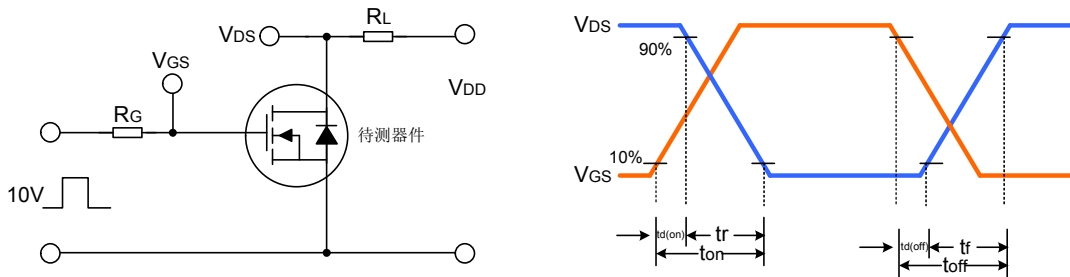 RL
VDS
VGS
VDD
RG
待测器件
10V
VDS
90%
10%
VGS
td(on)
tr
ton
td(off)
tf
toff